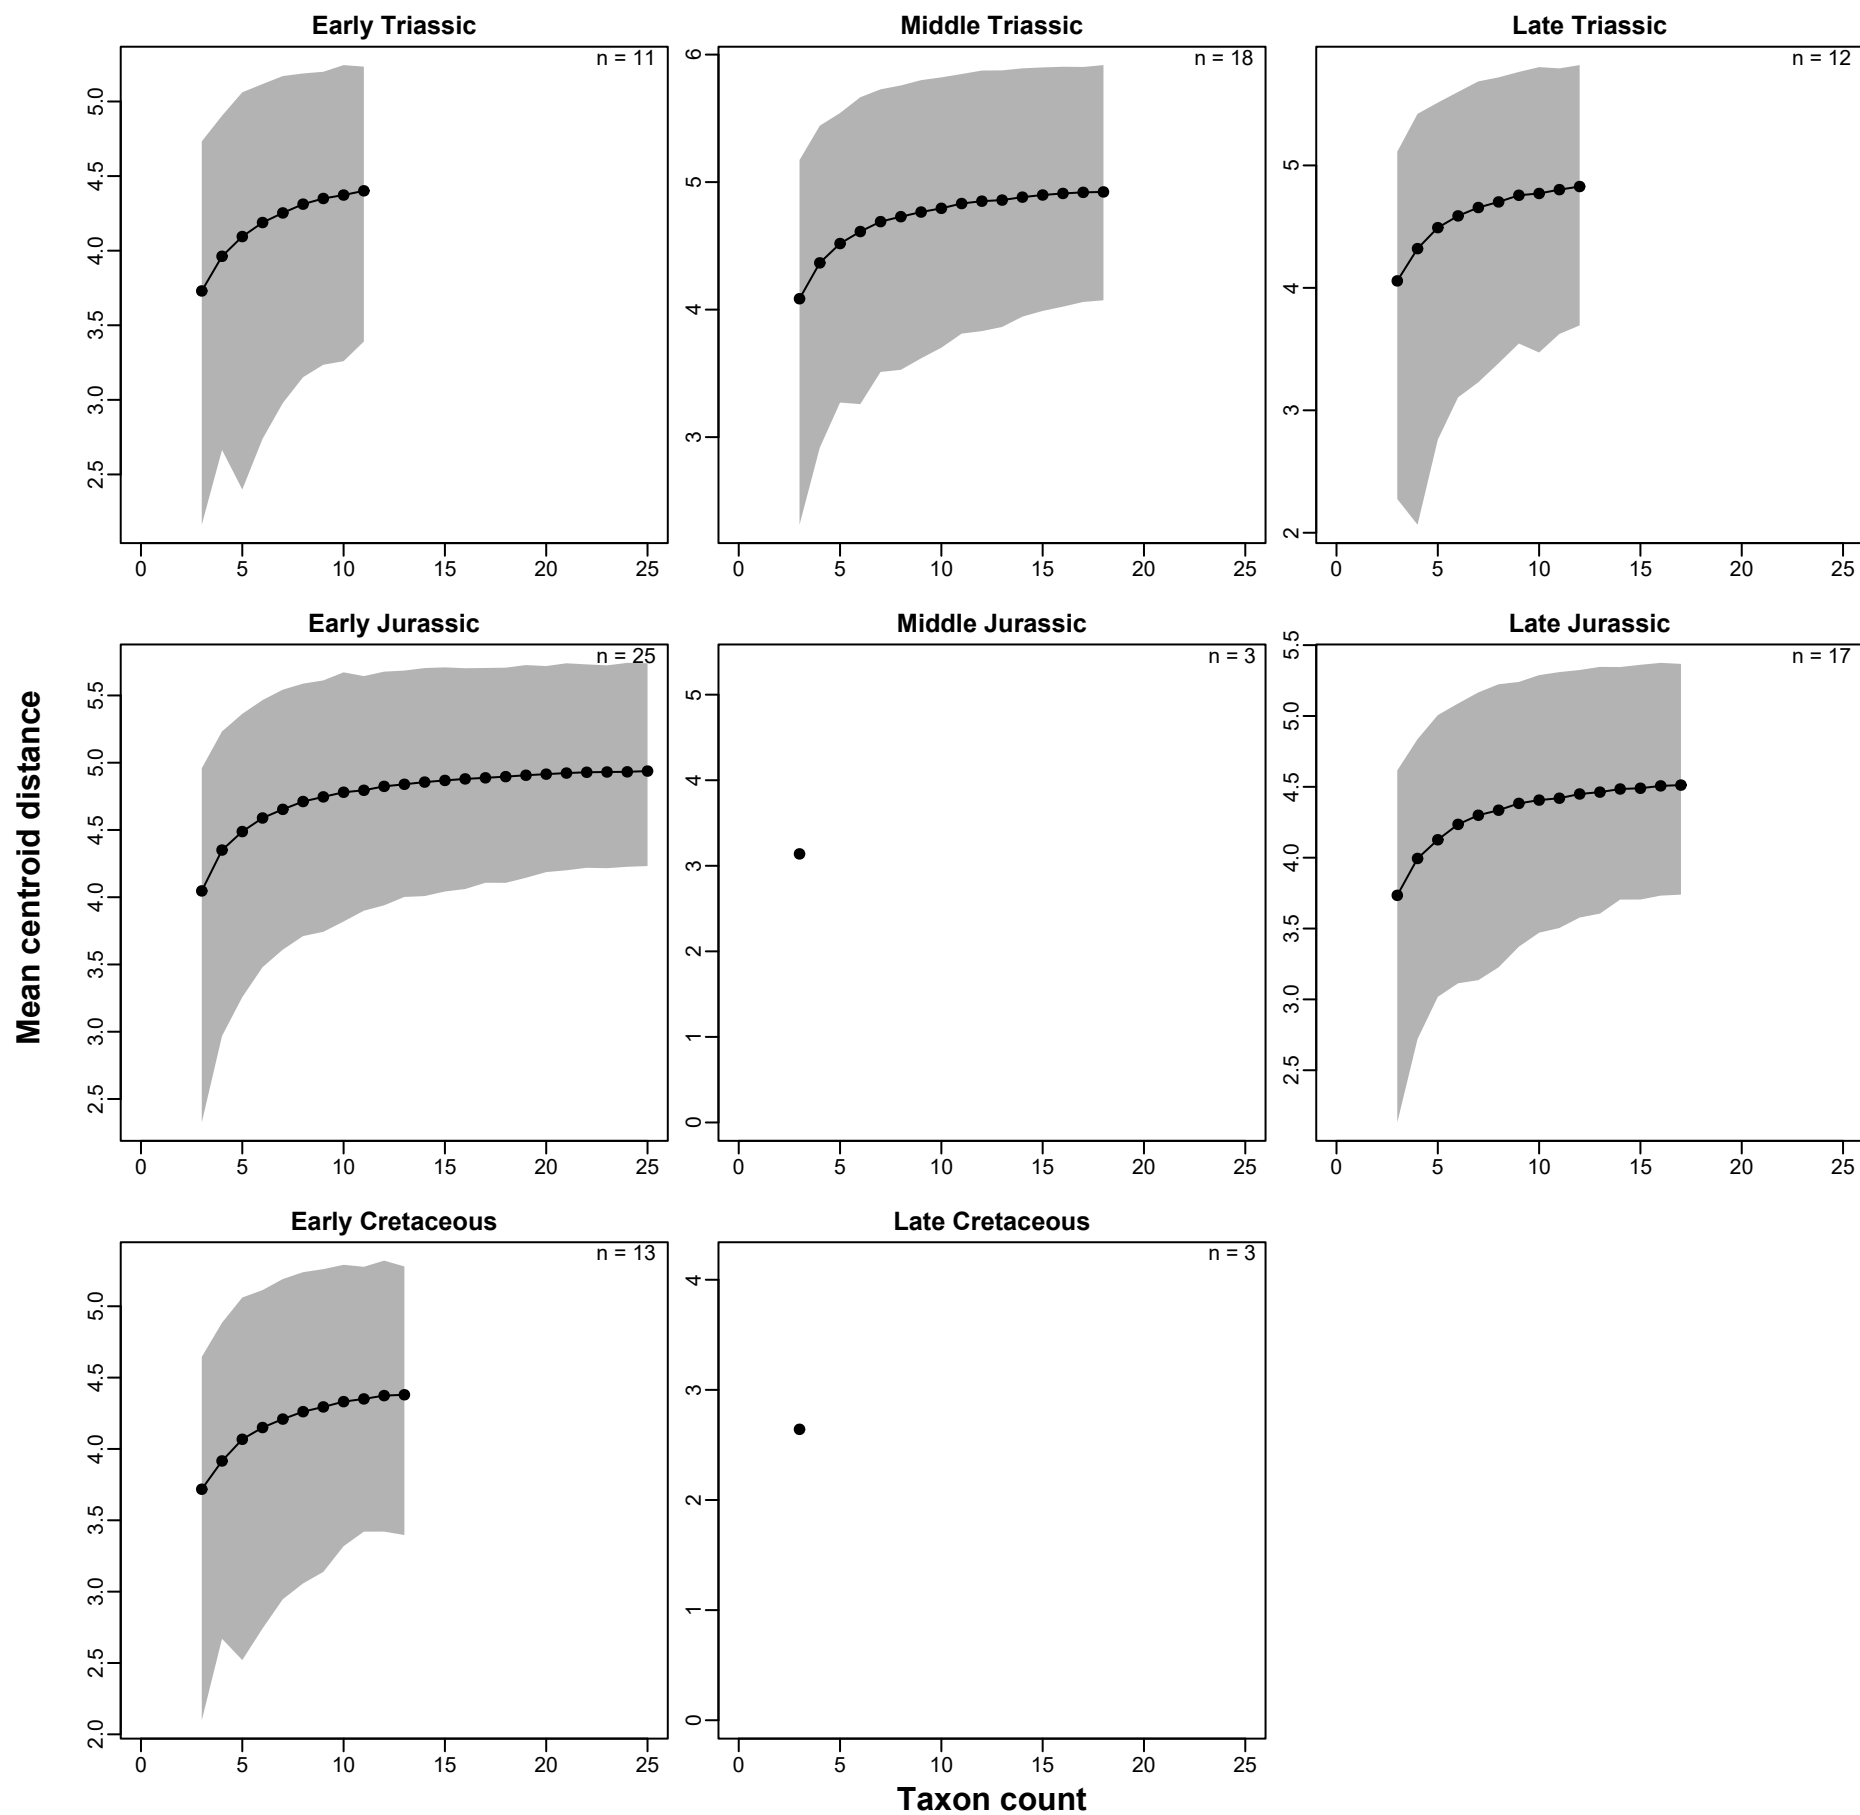 Early Triassic
n = 11
2.5 3.0 3.5 4.0 4.5 5.0
0 5 10 15 20 25
Middle Triassic
n = 18
3 4 5 6
0 5 10 15 20 25
Late Triassic
n = 12
2 3 4 5
0 5 10 15 20 25
Early Jurassic
n = 25
2.5 3.0 3.5 4.0 4.5 5.0 5.5
0 5 10 15 20 25
Middle Jurassic
n = 3
0 1 2 3 4 5
0 5 10 15 20 25
Late Jurassic
n = 17
2.5 3.0 3.5 4.0 4.5 5.0 5.5
0 5 10 15 20 25
Early Cretaceous
n = 13
2.0 2.5 3.0 3.5 4.0 4.5 5.0
0 5 10 15 20 25
Late Cretaceous
n = 3
0 1 2 3 4
0 5 10 15 20 25
Mean centroid distance
Taxon count